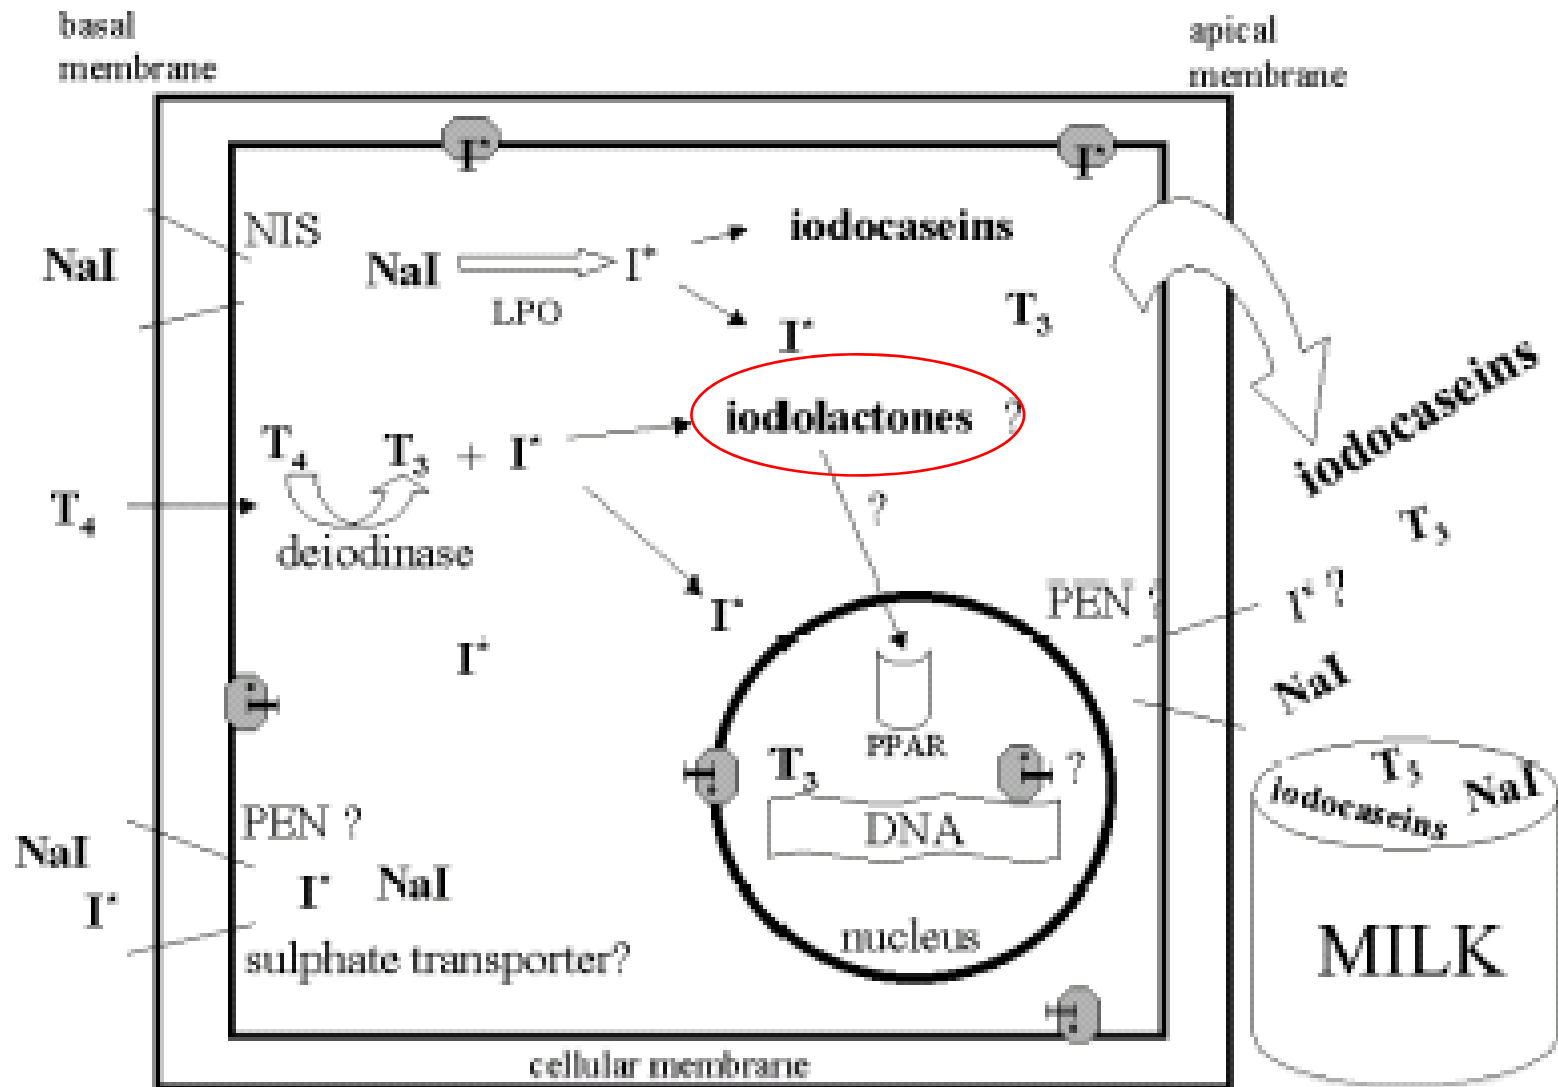 basal
membrane
apical
membrane
I*
I*
NIS
NaI
NaI
LPO
I*
iodocaseins
I*
T3
iodolactones ?
T4
T4
T3 + I*
deiodinase
?
I*
I*
I*
PEN ?
PPAR
T3
I*
I*
?
DNA
nucleus
PEN ?
NaI
I*
I*
NaI
sulphate transporter?
I*
cellular membrane
iodocaseins
T3
I* ?
NaI
T3
iodocaseins
NaI
MILK